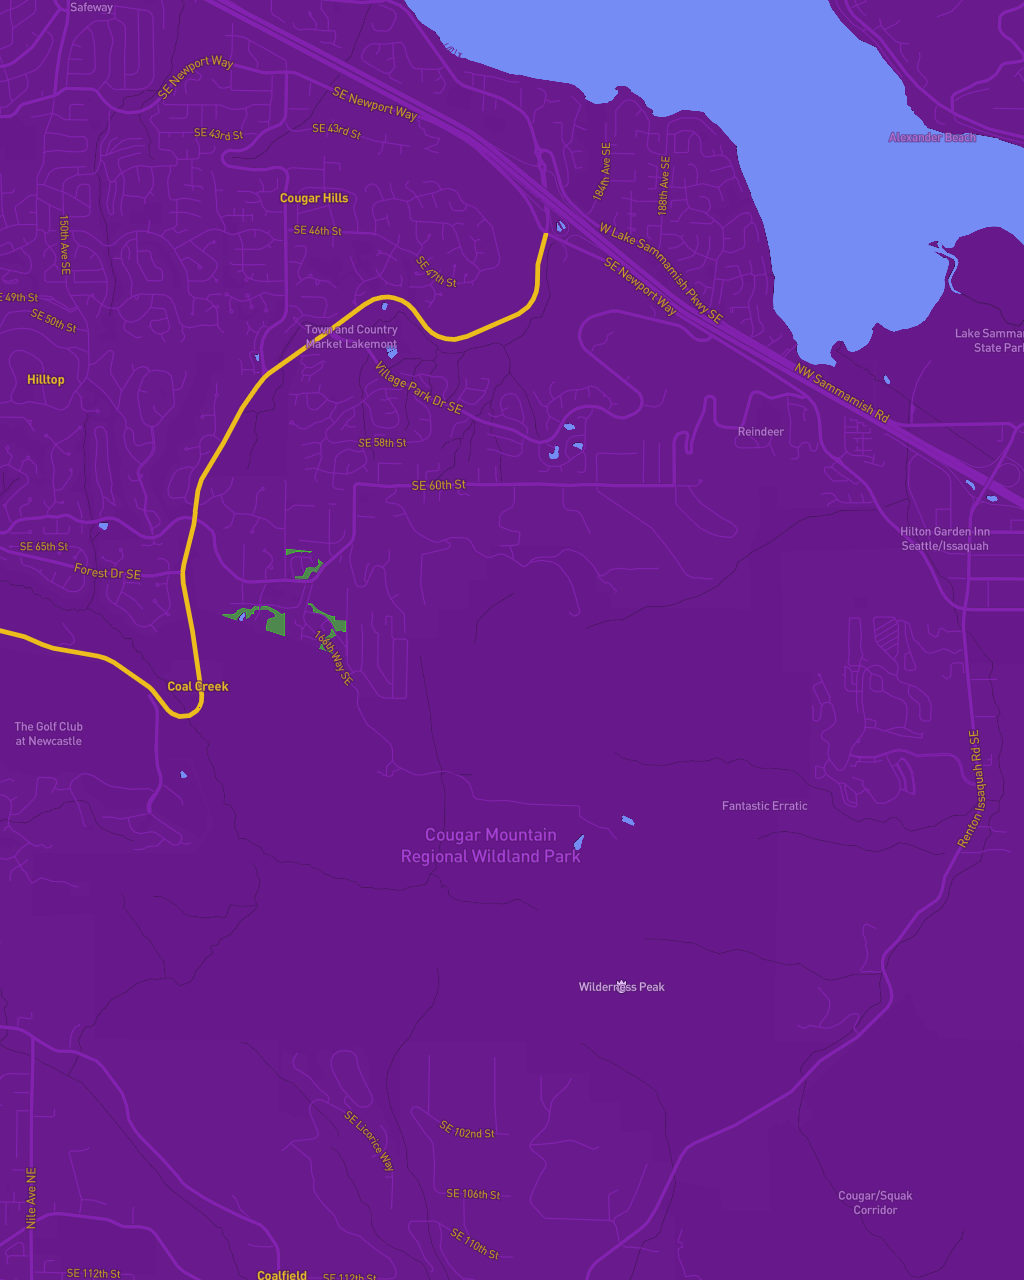 Safeway
SE Newport Way
SE Newport Way
SE 43rd St
SE 43rd St
Alexander Beach
184th Ave SE
188th Ave SE
Cougar Hills
150th Ave SE
SE 46th St
W Lake Sammamish Pkwy SE
SE 47th St
SE Newport Way
E 49th St
SE 50th St
Town and Country
Market Lakemont
Lake Sammam
State Park
Hilltop
Village Park Dr SE
NW Sammamish Rd
Reindeer
SE 58th St
SE 60th St
Hilton Garden Inn
Seattle/Issaquah
SE 65th St
Forest Dr SE
166th Way SE
Coal Creek
The Golf Club
at Newcastle
Renton Issaquah Rd SE
Fantastic Erratic
Cougar Mountain
Regional Wildland Park
Wilderness Peak
SE Licorice Way
SE 102nd St
Nile Ave NE
SE 106th St
Cougar/Squak
Corridor
SE 110th St
SE 112th St
Coalfield
SE 112th St